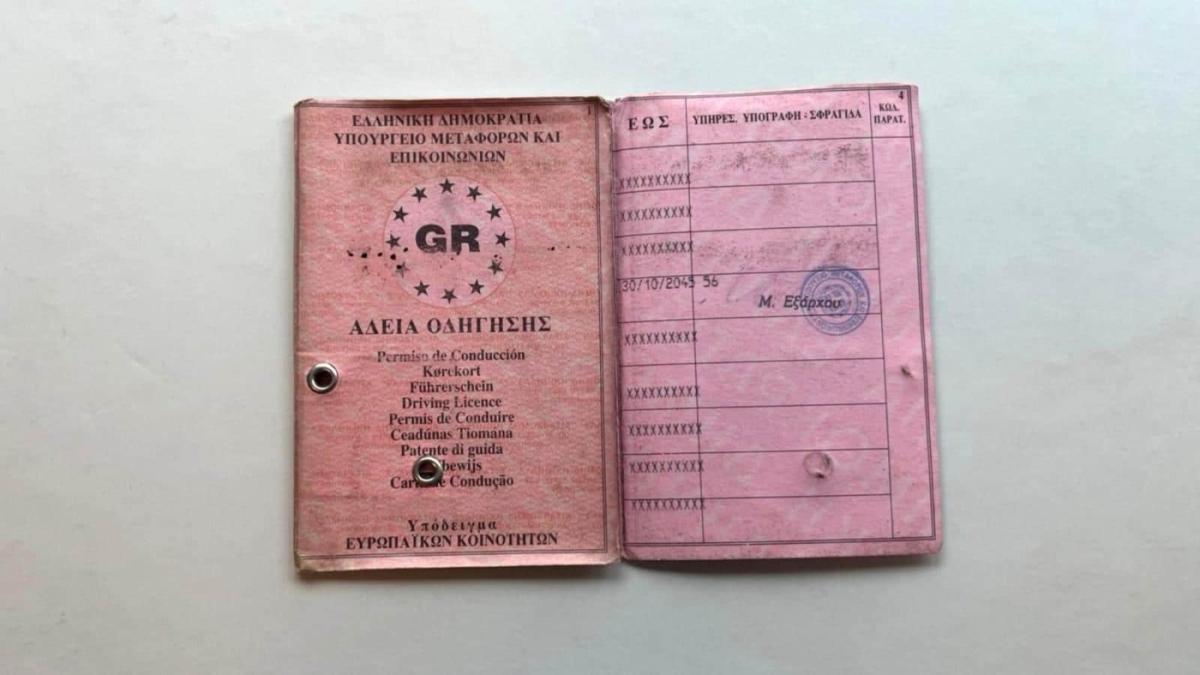 ΕΛΛΗΝΙΚΗ ΔΗΜΟΚΡΑΤΙΑ
ΥΠΟΥΡΓΕΙΟ ΜΕΤΑΦΟΡΩΝ ΚΑΙ
ΕΠΙΚΟΙΝΩΝΙΩΝ
GR
ΑΔΕΙΑ ΟΔΗΓΗΣΗΣ
Permiso de Conducción
Kørekort
Führerschein
Driving Licence
Permis de Conduire
Ceadúnas Tiomána
Patente di guida
bewijs
Condução
Υπόδειγμα
ΕΥΡΩΠΑΪΚΩΝ ΚΟΙΝΟΤΗΤΩΝ
4
ΕΩΣ ΥΠΗΡΕΣ. ΥΠΟΓΡΑΦΗ - ΣΦΡΑΓΙΔΑ ΚΩΔ.
ΠΑΡΑΤ.
XXXXXXXXXX
XXXXXXXXXX
XXXXXXXXXX
30/10/2045 56
Μ. Εξάρχου
XXXXXXXXXX
XXXXXXXXXX
XXXXXXXXXX
XXXXXXXXXX
XXXXXXXXXX